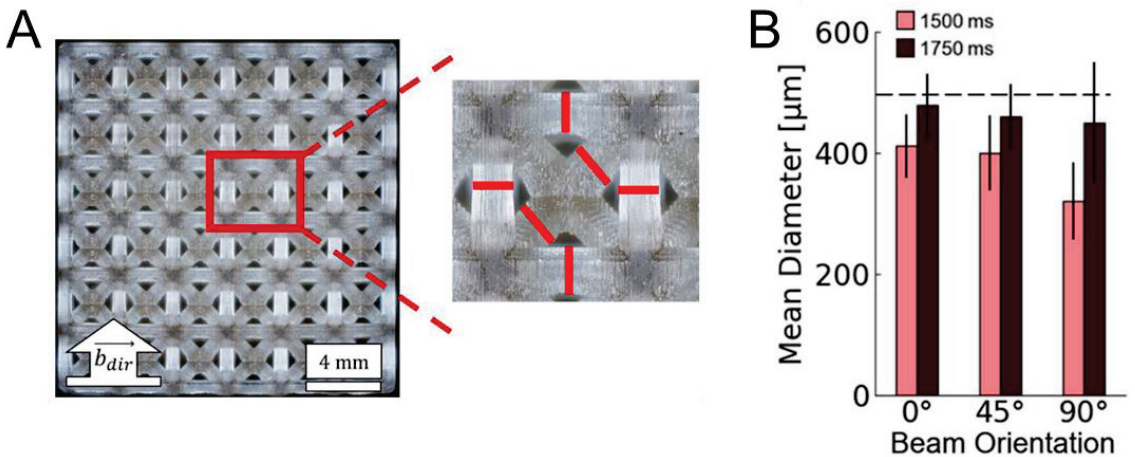 A
b_dir
4 mm
B
Mean Diameter [µm]
600
400
200
0
1500 ms
1750 ms
0°
45°
90°
Beam Orientation